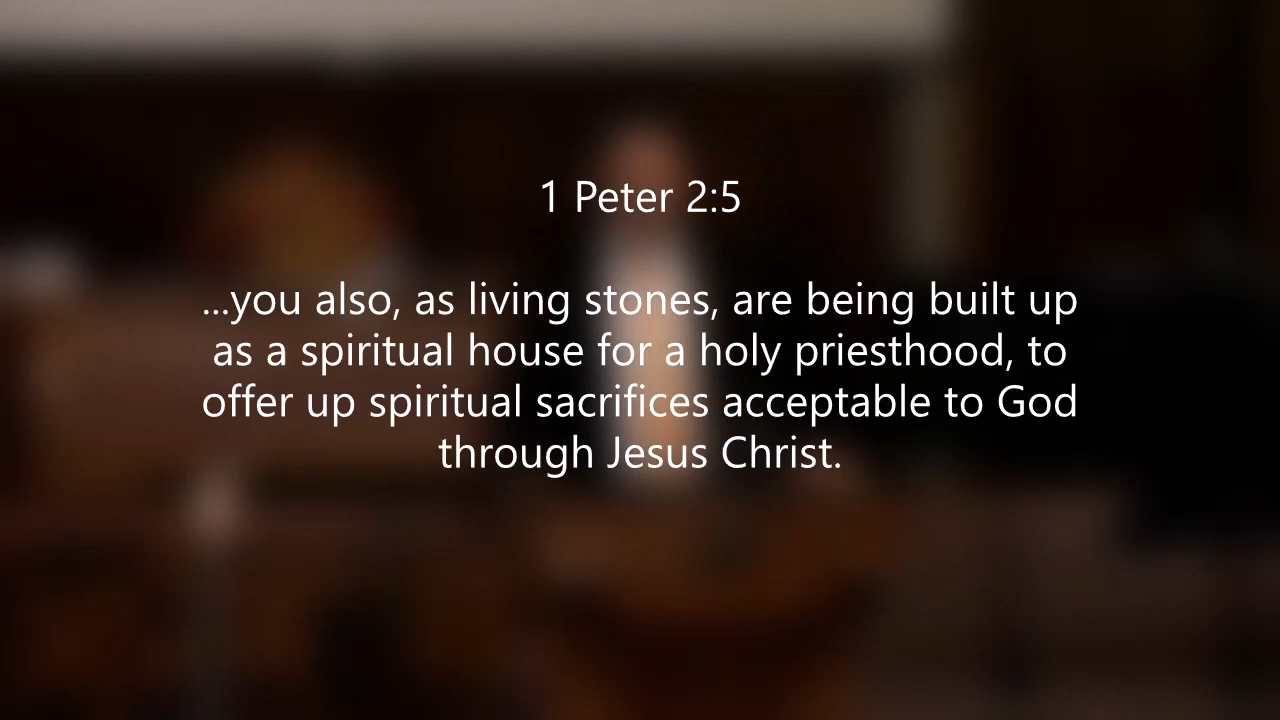 1 Peter 2:5
...you also, as living stones, are being built up
as a spiritual house for a holy priesthood, to
offer up spiritual sacrifices acceptable to God
through Jesus Christ.